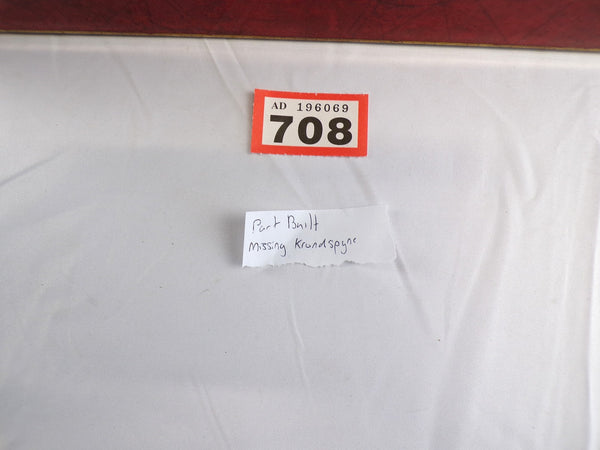 AD 196069
708
Part Built
Missing Krondspyne